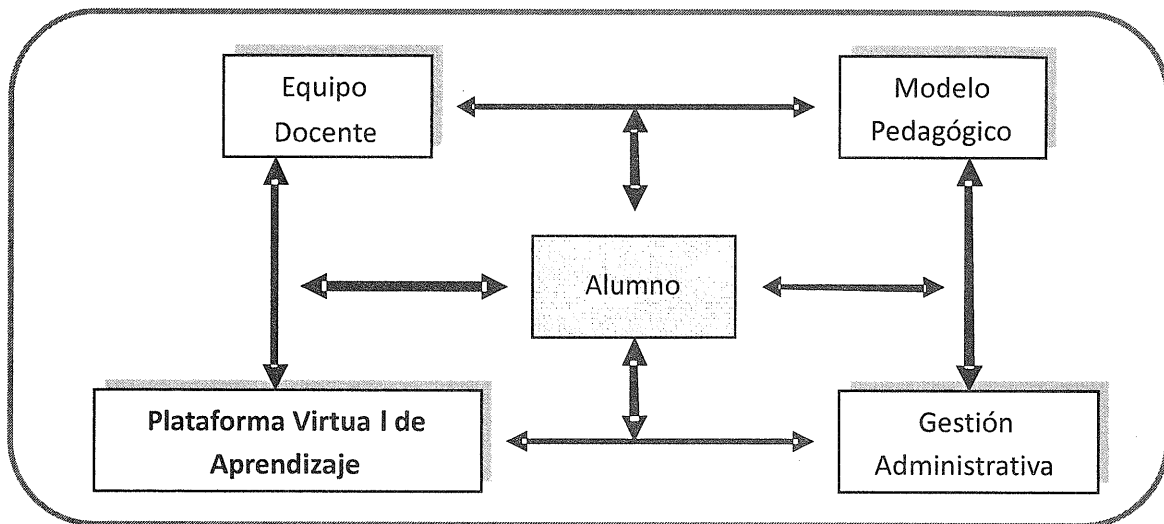 Equipo
Docente
Modelo
Pedagógico
Alumno
Plataforma Virtua l de
Aprendizaje
Gestión
Administrativa